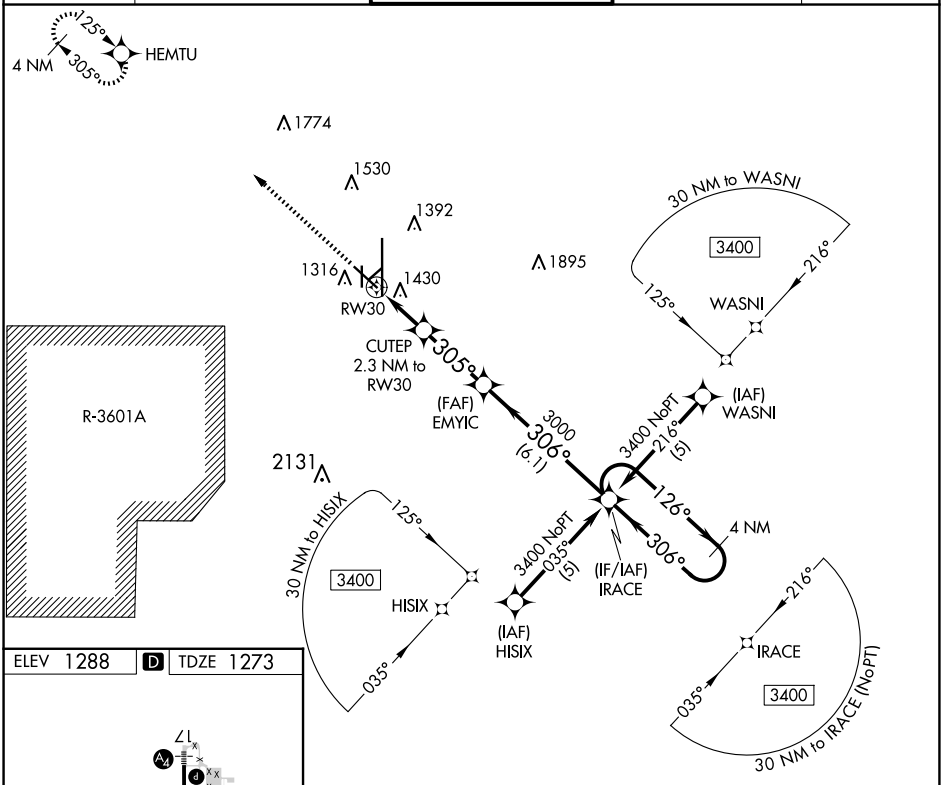 125°
HEMTU
4 NM
305°
1774
1530
1392
1316
1430
1895
RW30
CUTEP
2.3 NM to
RW30
305°
(FAF)
EMYIC
3000
306°
(6.1)
30 NM to WASNI
3400
216°
125°
WASNI
(IAF)
WASNI
3400 NoPT
216°
(5)
R-3601A
2131
126°
4 NM
306°
(IF/IAF)
IRACE
3400 NoPT
035°
(5)
(IAF)
HISIX
30 NM to HISIX
125°
3400
HISIX
035°
216°
IRACE
035°
3400
30 NM to IRACE (NoPT)
ELEV 1288
D
TDZE 1273
17
A4
P
X
X
X X
X